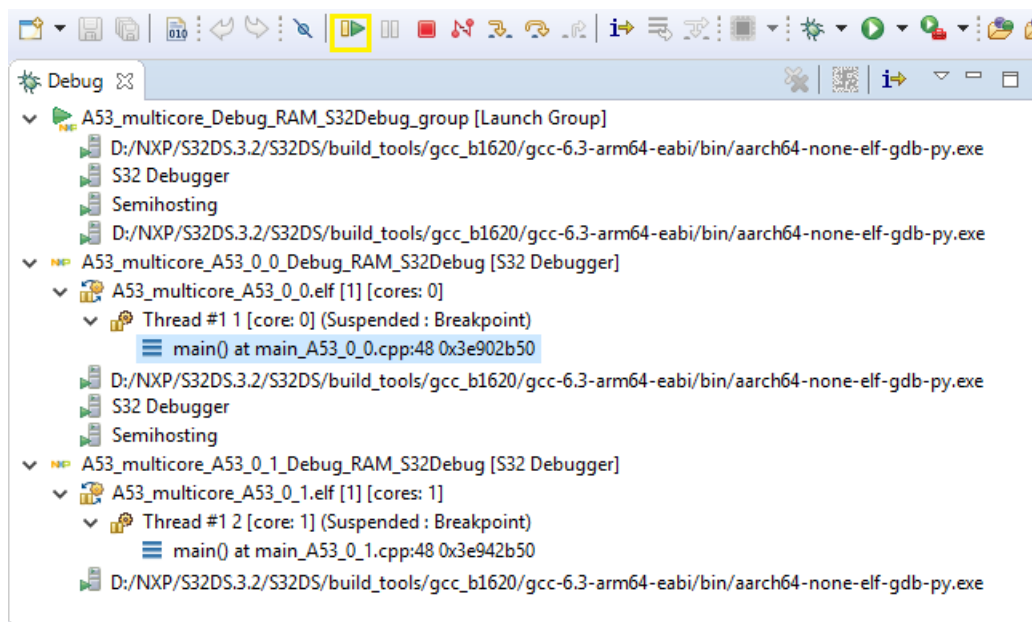 010
Debug
A53_multicore_Debug_RAM_S32Debug_group [Launch Group]
D:/NXP/S32DS.3.2/S32DS/build_tools/gcc_b1620/gcc-6.3-arm64-eabi/bin/aarch64-none-elf-gdb-py.exe
S32 Debugger
Semihosting
D:/NXP/S32DS.3.2/S32DS/build_tools/gcc_b1620/gcc-6.3-arm64-eabi/bin/aarch64-none-elf-gdb-py.exe
NXP A53_multicore_A53_0_0_Debug_RAM_S32Debug [S32 Debugger]
A53_multicore_A53_0_0.elf [1] [cores: 0]
Thread #1 1 [core: 0] (Suspended : Breakpoint)
main() at main_A53_0_0.cpp:48 0x3e902b50
D:/NXP/S32DS.3.2/S32DS/build_tools/gcc_b1620/gcc-6.3-arm64-eabi/bin/aarch64-none-elf-gdb-py.exe
S32 Debugger
Semihosting
NXP A53_multicore_A53_0_1_Debug_RAM_S32Debug [S32 Debugger]
A53_multicore_A53_0_1.elf [1] [cores: 1]
Thread #1 2 [core: 1] (Suspended : Breakpoint)
main() at main_A53_0_1.cpp:48 0x3e942b50
D:/NXP/S32DS.3.2/S32DS/build_tools/gcc_b1620/gcc-6.3-arm64-eabi/bin/aarch64-none-elf-gdb-py.exe